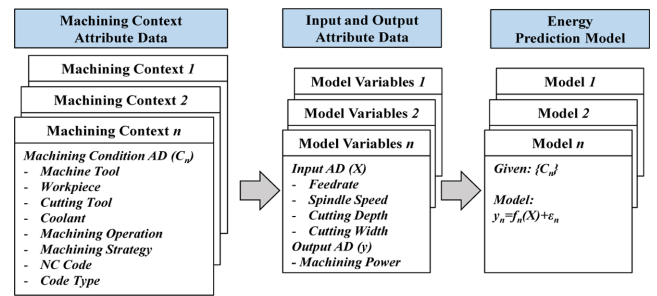 Machining Context
Attribute Data
Machining Context 1
Machining Context 2
Machining Context n
Machining Condition AD (Cn)
- Machine Tool
- Workpiece
- Cutting Tool
- Coolant
- Machining Operation
- Machining Strategy
- NC Code
- Code Type
Input and Output
Attribute Data
Model Variables 1
Model Variables 2
Model Variables n
Input AD (X)
- Feedrate
- Spindle Speed
- Cutting Depth
- Cutting Width
Output AD (y)
- Machining Power
Energy
Prediction Model
Model 1
Model 2
Model n
Given: {Cn}
Model:
yn=fn(X)+εn